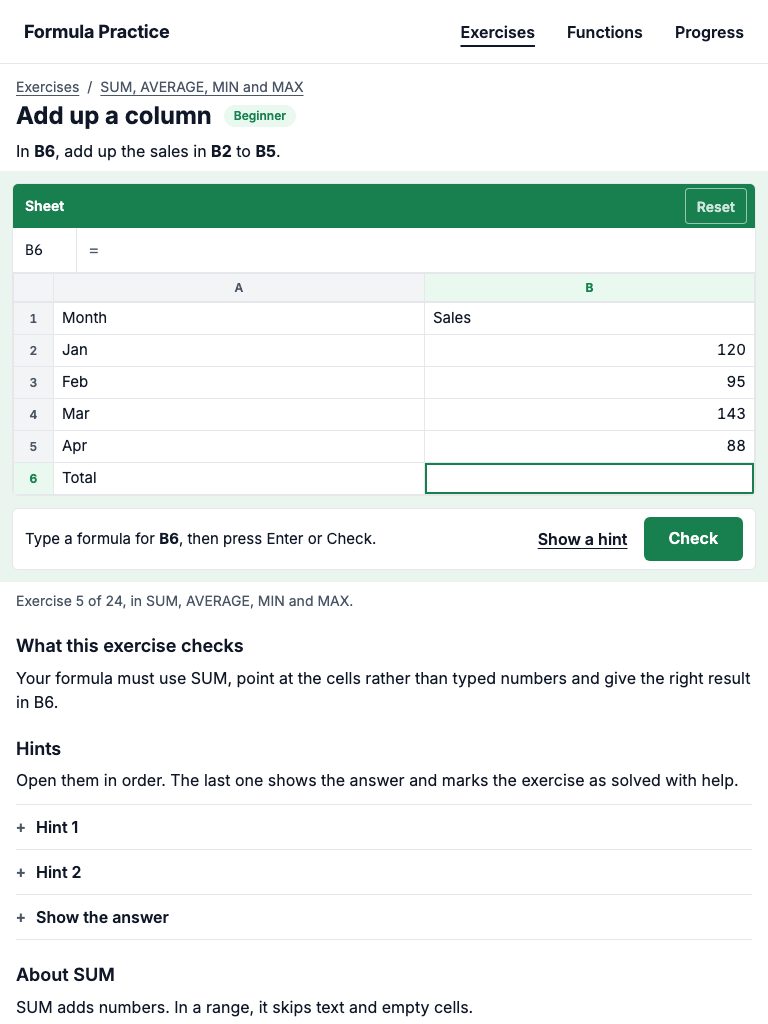 Formula Practice
Exercises Functions Progress
Exercises / SUM, AVERAGE, MIN and MAX
Add up a column Beginner
In B6, add up the sales in B2 to B5.
Sheet Reset
B6 =
A B
1 Month Sales
2 Jan 120
3 Feb 95
4 Mar 143
5 Apr 88
6 Total
Type a formula for B6, then press Enter or Check. Show a hint Check
Exercise 5 of 24, in SUM, AVERAGE, MIN and MAX.
What this exercise checks
Your formula must use SUM, point at the cells rather than typed numbers and give the right result
in B6.
Hints
Open them in order. The last one shows the answer and marks the exercise as solved with help.
+ Hint 1
+ Hint 2
+ Show the answer
About SUM
SUM adds numbers. In a range, it skips text and empty cells.